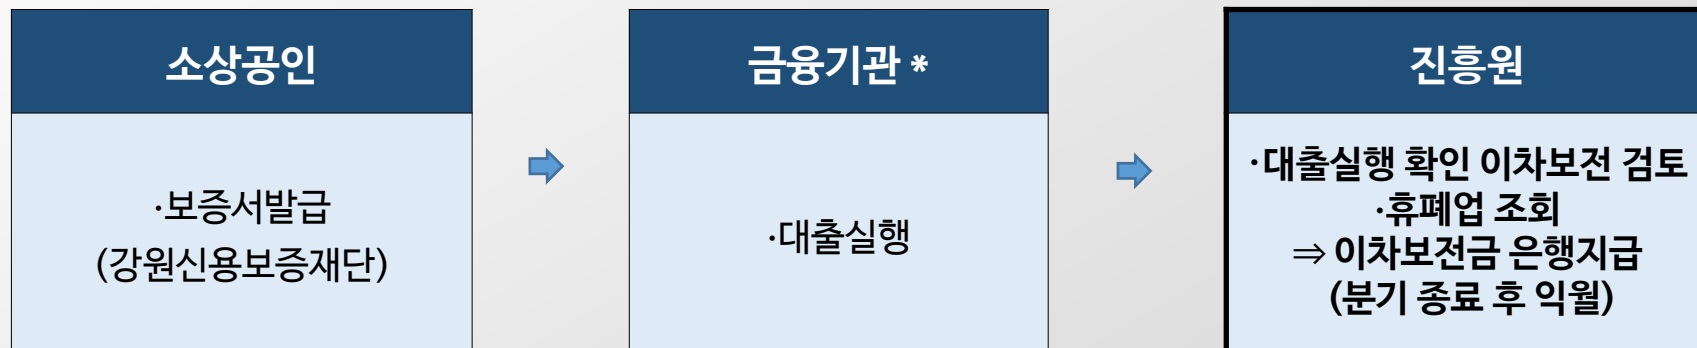 소상공인
·보증서발급
(강원신용보증재단)
금융기관 *
·대출실행
진흥원
·대출실행 확인 이차보전 검토
·휴폐업 조회
⇒ 이차보전금 은행지급
(분기 종료 후 익월)